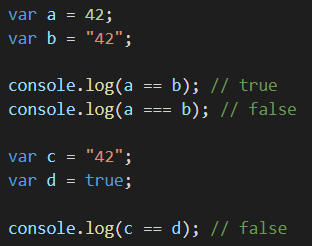 var a = 42;
var b = "42";
console.log(a == b); // true
console.log(a === b); // false
var c = "42";
var d = true;
console.log(c == d); // false